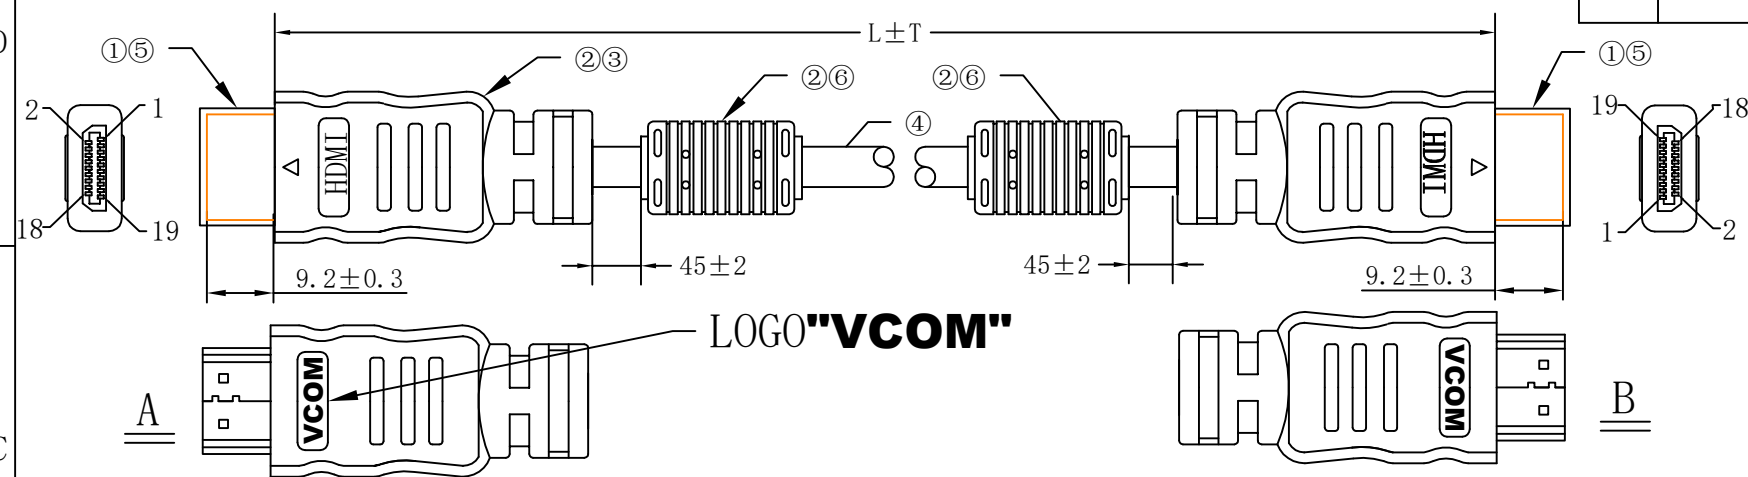 L±T
①⑤
②③
②⑥
②⑥
①⑤
④
2
1
18
19
19
18
1
2
HDMI
HDMI
9.2±0.3
45±2
45±2
9.2±0.3
LOGO"VCOM"
VCOM
VCOM
A
B